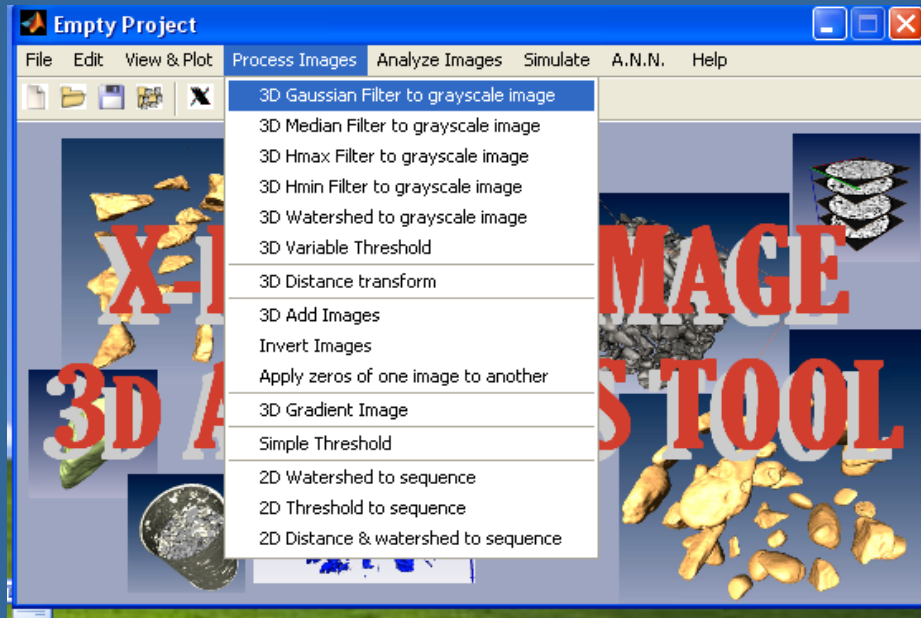 Empty Project
File Edit View & Plot Process Images Analyze Images Simulate A.N.N. Help
3D Gaussian Filter to grayscale image
3D Median Filter to grayscale image
3D Hmax Filter to grayscale image
3D Hmin Filter to grayscale image
3D Watershed to grayscale image
3D Variable Threshold
3D Distance transform
3D Add Images
Invert Images
Apply zeros of one image to another
3D Gradient Image
Simple Threshold
2D Watershed to sequence
2D Threshold to sequence
2D Distance & watershed to sequence
X- MAGE
3D A S TOOL